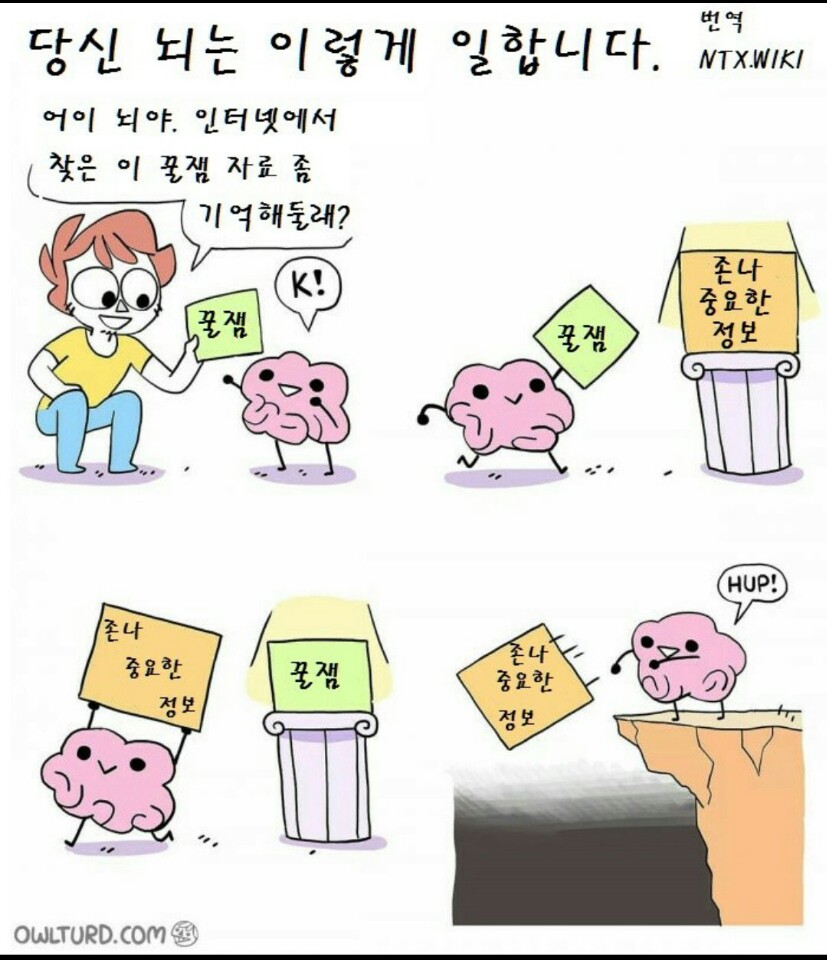 당신 뇌는 이렇게 일합니다.
번역
NTX.WIKI
어이 뇌야. 인터넷에서
찾은 이 꿀잼 자료 좀
기억해둘래?
꿀잼
K!
꿀잼
존나
중요한
정보
존나
중요한
정보
꿀잼
HUP!
존나
중요한
정보
OWLTURD.COM